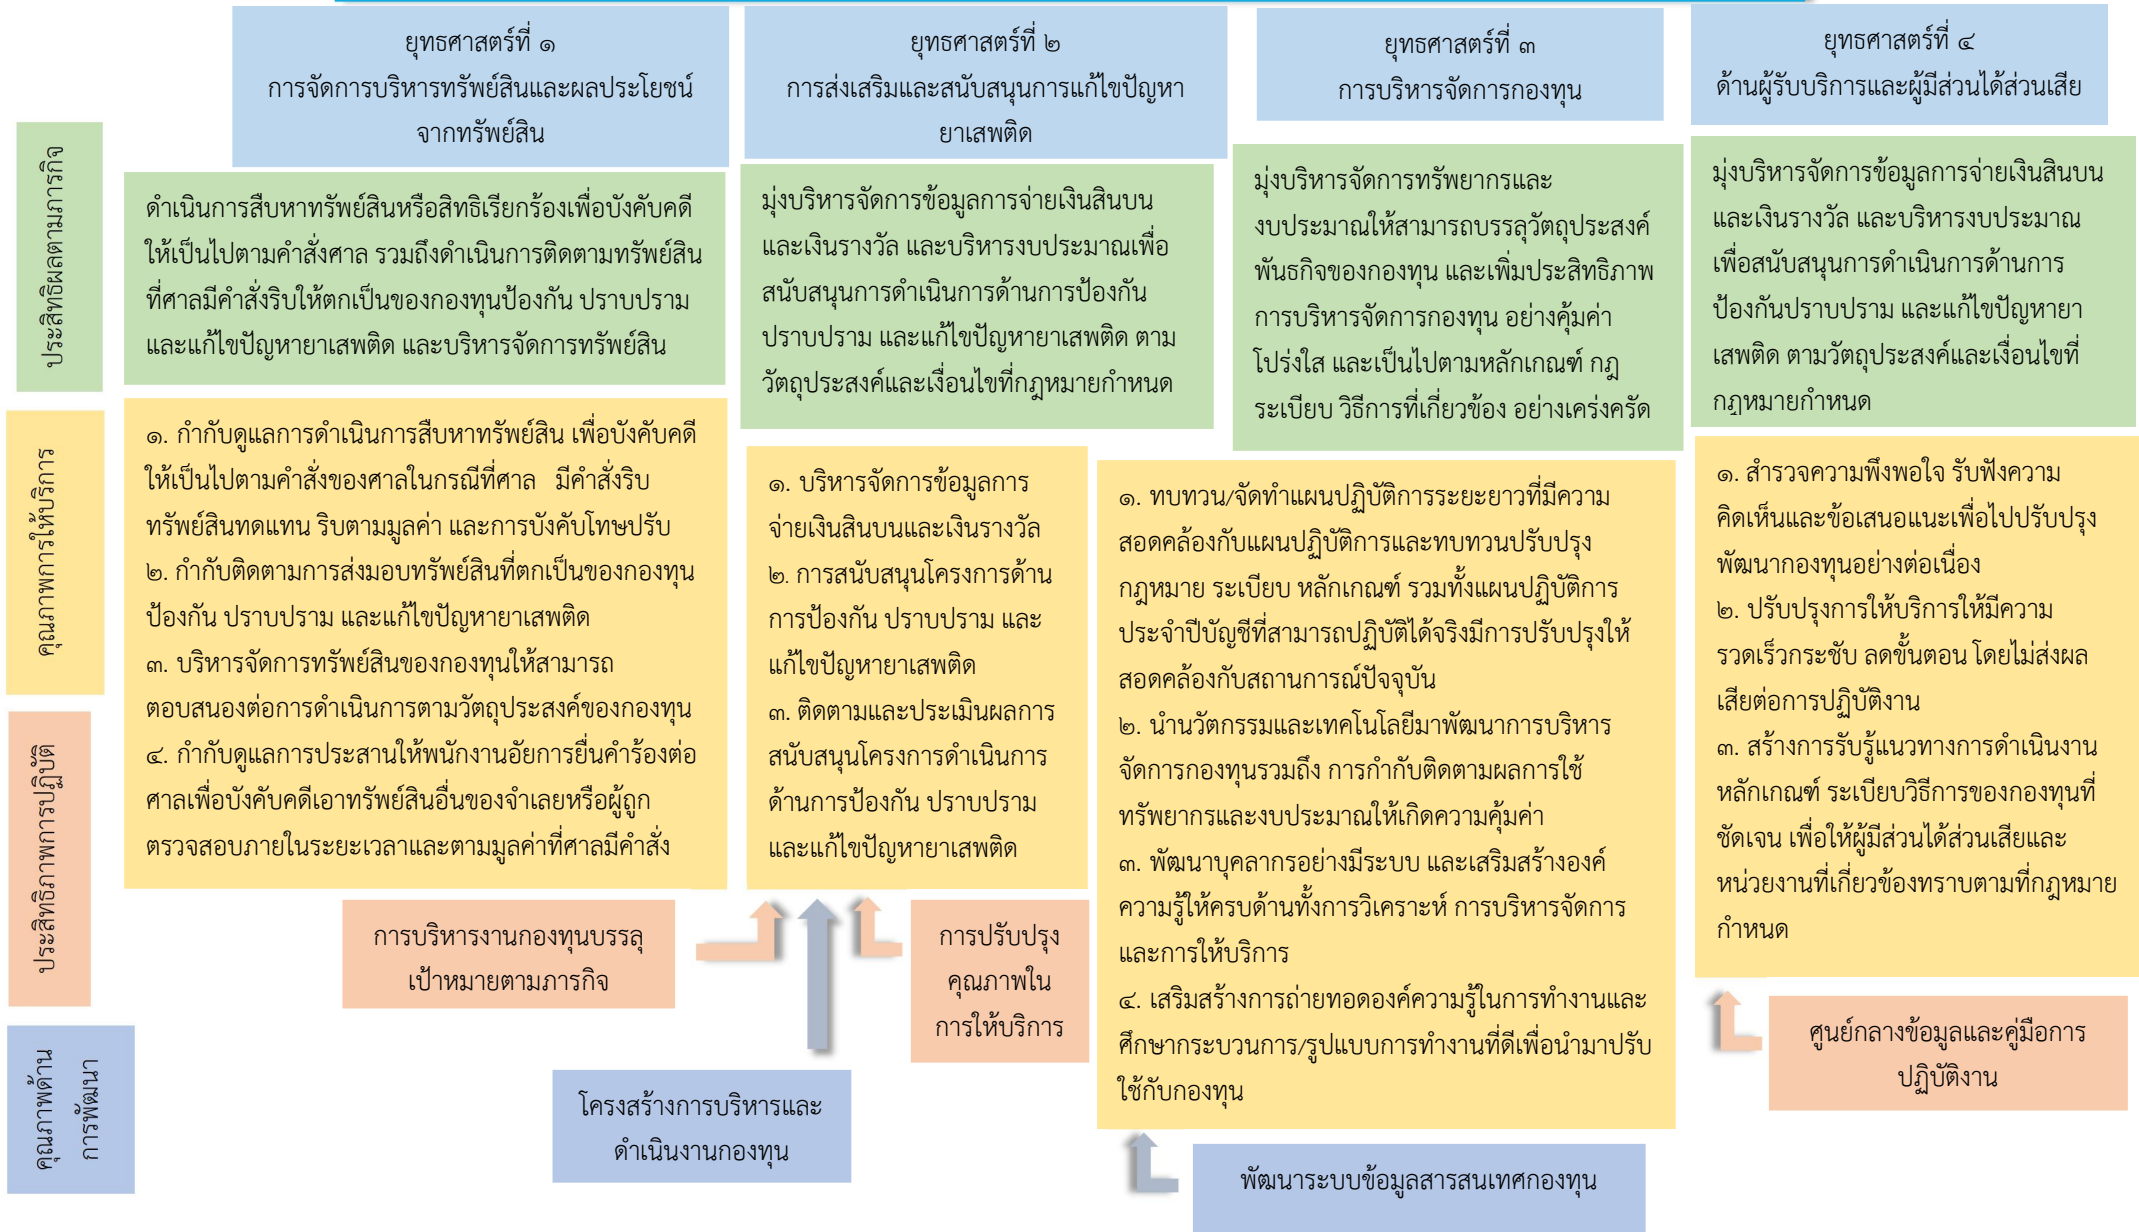 ยุทธศาสตร์ที่ ๑
การจัดการบริหารทรัพย์สินและผลประโยชน์
จากทรัพย์สิน
ยุทธศาสตร์ที่ ๒
การส่งเสริมและสนับสนุนการแก้ไขปัญหา
ยาเสพติด
ยุทธศาสตร์ที่ ๓
การบริหารจัดการกองทุน
ยุทธศาสตร์ที่ ๔
ด้านผู้รับบริการและผู้มีส่วนได้ส่วนเสีย
ประสิทธิผลตามภารกิจ
ดำเนินการสืบหาทรัพย์สินหรือสิทธิเรียกร้องเพื่อบังคับคดี
ให้เป็นไปตามคำสั่งศาล รวมถึงดำเนินการติดตามทรัพย์สิน
ที่ศาลมีคำสั่งริบให้ตกเป็นของกองทุนป้องกัน ปราบปราม
และแก้ไขปัญหายาเสพติด และบริหารจัดการทรัพย์สิน
มุ่งบริหารจัดการข้อมูลการจ่ายเงินสินบน
และเงินรางวัล และบริหารงบประมาณเพื่อ
สนับสนุนการดำเนินการด้านการป้องกัน
ปราบปราม และแก้ไขปัญหายาเสพติด ตาม
วัตถุประสงค์และเงื่อนไขที่กฎหมายกำหนด
มุ่งบริหารจัดการทรัพยากรและ
งบประมาณให้สามารถบรรลุวัตถุประสงค์
พันธกิจของกองทุน และเพิ่มประสิทธิภาพ
การบริหารจัดการกองทุน อย่างคุ้มค่า
โปร่งใส และเป็นไปตามหลักเกณฑ์ กฎ
ระเบียบ วิธีการที่เกี่ยวข้อง อย่างเคร่งครัด
มุ่งบริหารจัดการข้อมูลการจ่ายเงินสินบน
และเงินรางวัล และบริหารงบประมาณ
เพื่อสนับสนุนการดำเนินการด้านการ
ป้องกันปราบปราม และแก้ไขปัญหายา
เสพติด ตามวัตถุประสงค์และเงื่อนไขที่
กฎหมายกำหนด
คุณภาพการให้บริการ
๑. กำกับดูแลการดำเนินการสืบหาทรัพย์สิน เพื่อบังคับคดี
ให้เป็นไปตามคำสั่งของศาลในกรณีที่ศาล มีคำสั่งริบ
ทรัพย์สินทดแทน ริบตามมูลค่า และการบังคับโทษปรับ
๒. กำกับติดตามการส่งมอบทรัพย์สินที่ตกเป็นของกองทุน
ป้องกัน ปราบปราม และแก้ไขปัญหายาเสพติด
๓. บริหารจัดการทรัพย์สินของกองทุนให้สามารถ
ตอบสนองต่อการดำเนินการตามวัตถุประสงค์ของกองทุน
๔. กำกับดูแลการประสานให้พนักงานอัยการยื่นคำร้องต่อ
ศาลเพื่อบังคับคดีเอาทรัพย์สินอื่นของจำเลยหรือผู้ถูก
ตรวจสอบภายในระยะเวลาและตามมูลค่าที่ศาลมีคำสั่ง
๑. บริหารจัดการข้อมูลการ
จ่ายเงินสินบนและเงินรางวัล
๒. การสนับสนุนโครงการด้าน
การป้องกัน ปราบปราม และ
แก้ไขปัญหายาเสพติด
๓. ติดตามและประเมินผลการ
สนับสนุนโครงการดำเนินการ
ด้านการป้องกัน ปราบปราม
และแก้ไขปัญหายาเสพติด
๑. ทบทวน/จัดทำแผนปฏิบัติการระยะยาวที่มีความ
สอดคล้องกับแผนปฏิบัติการและทบทวนปรับปรุง
กฎหมาย ระเบียบ หลักเกณฑ์ รวมทั้งแผนปฏิบัติการ
ประจำปีบัญชีที่สามารถปฏิบัติได้จริงมีการปรับปรุงให้
สอดคล้องกับสถานการณ์ปัจจุบัน
๒. นำนวัตกรรมและเทคโนโลยีมาพัฒนาการบริหาร
จัดการกองทุนรวมถึง การกำกับติดตามผลการใช้
ทรัพยากรและงบประมาณให้เกิดความคุ้มค่า
๓. พัฒนาบุคลากรอย่างมีระบบ และเสริมสร้างองค์
ความรู้ให้ครบด้านทั้งการวิเคราะห์ การบริหารจัดการ
และการให้บริการ
๔. เสริมสร้างการถ่ายทอดองค์ความรู้ในการทำงานและ
ศึกษากระบวนการ/รูปแบบการทำงานที่ดีเพื่อนำมาปรับ
ใช้กับกองทุน
๑. สำรวจความพึงพอใจ รับฟังความ
คิดเห็นและข้อเสนอแนะเพื่อไปปรับปรุง
พัฒนากองทุนอย่างต่อเนื่อง
๒. ปรับปรุงการให้บริการให้มีความ
รวดเร็วกระชับ ลดขั้นตอน โดยไม่ส่งผล
เสียต่อการปฏิบัติงาน
๓. สร้างการรับรู้แนวทางการดำเนินงาน
หลักเกณฑ์ ระเบียบวิธีการของกองทุนที่
ชัดเจน เพื่อให้ผู้มีส่วนได้ส่วนเสียและ
หน่วยงานที่เกี่ยวข้องทราบตามที่กฎหมาย
กำหนด
ประสิทธิภาพการปฏิบัติ
การบริหารงานกองทุนบรรลุ
เป้าหมายตามภารกิจ
การปรับปรุง
คุณภาพใน
การให้บริการ
ศูนย์กลางข้อมูลและคู่มือการ
ปฏิบัติงาน
คุณภาพด้าน
การพัฒนา
โครงสร้างการบริหารและ
ดำเนินงานกองทุน
พัฒนาระบบข้อมูลสารสนเทศกองทุน